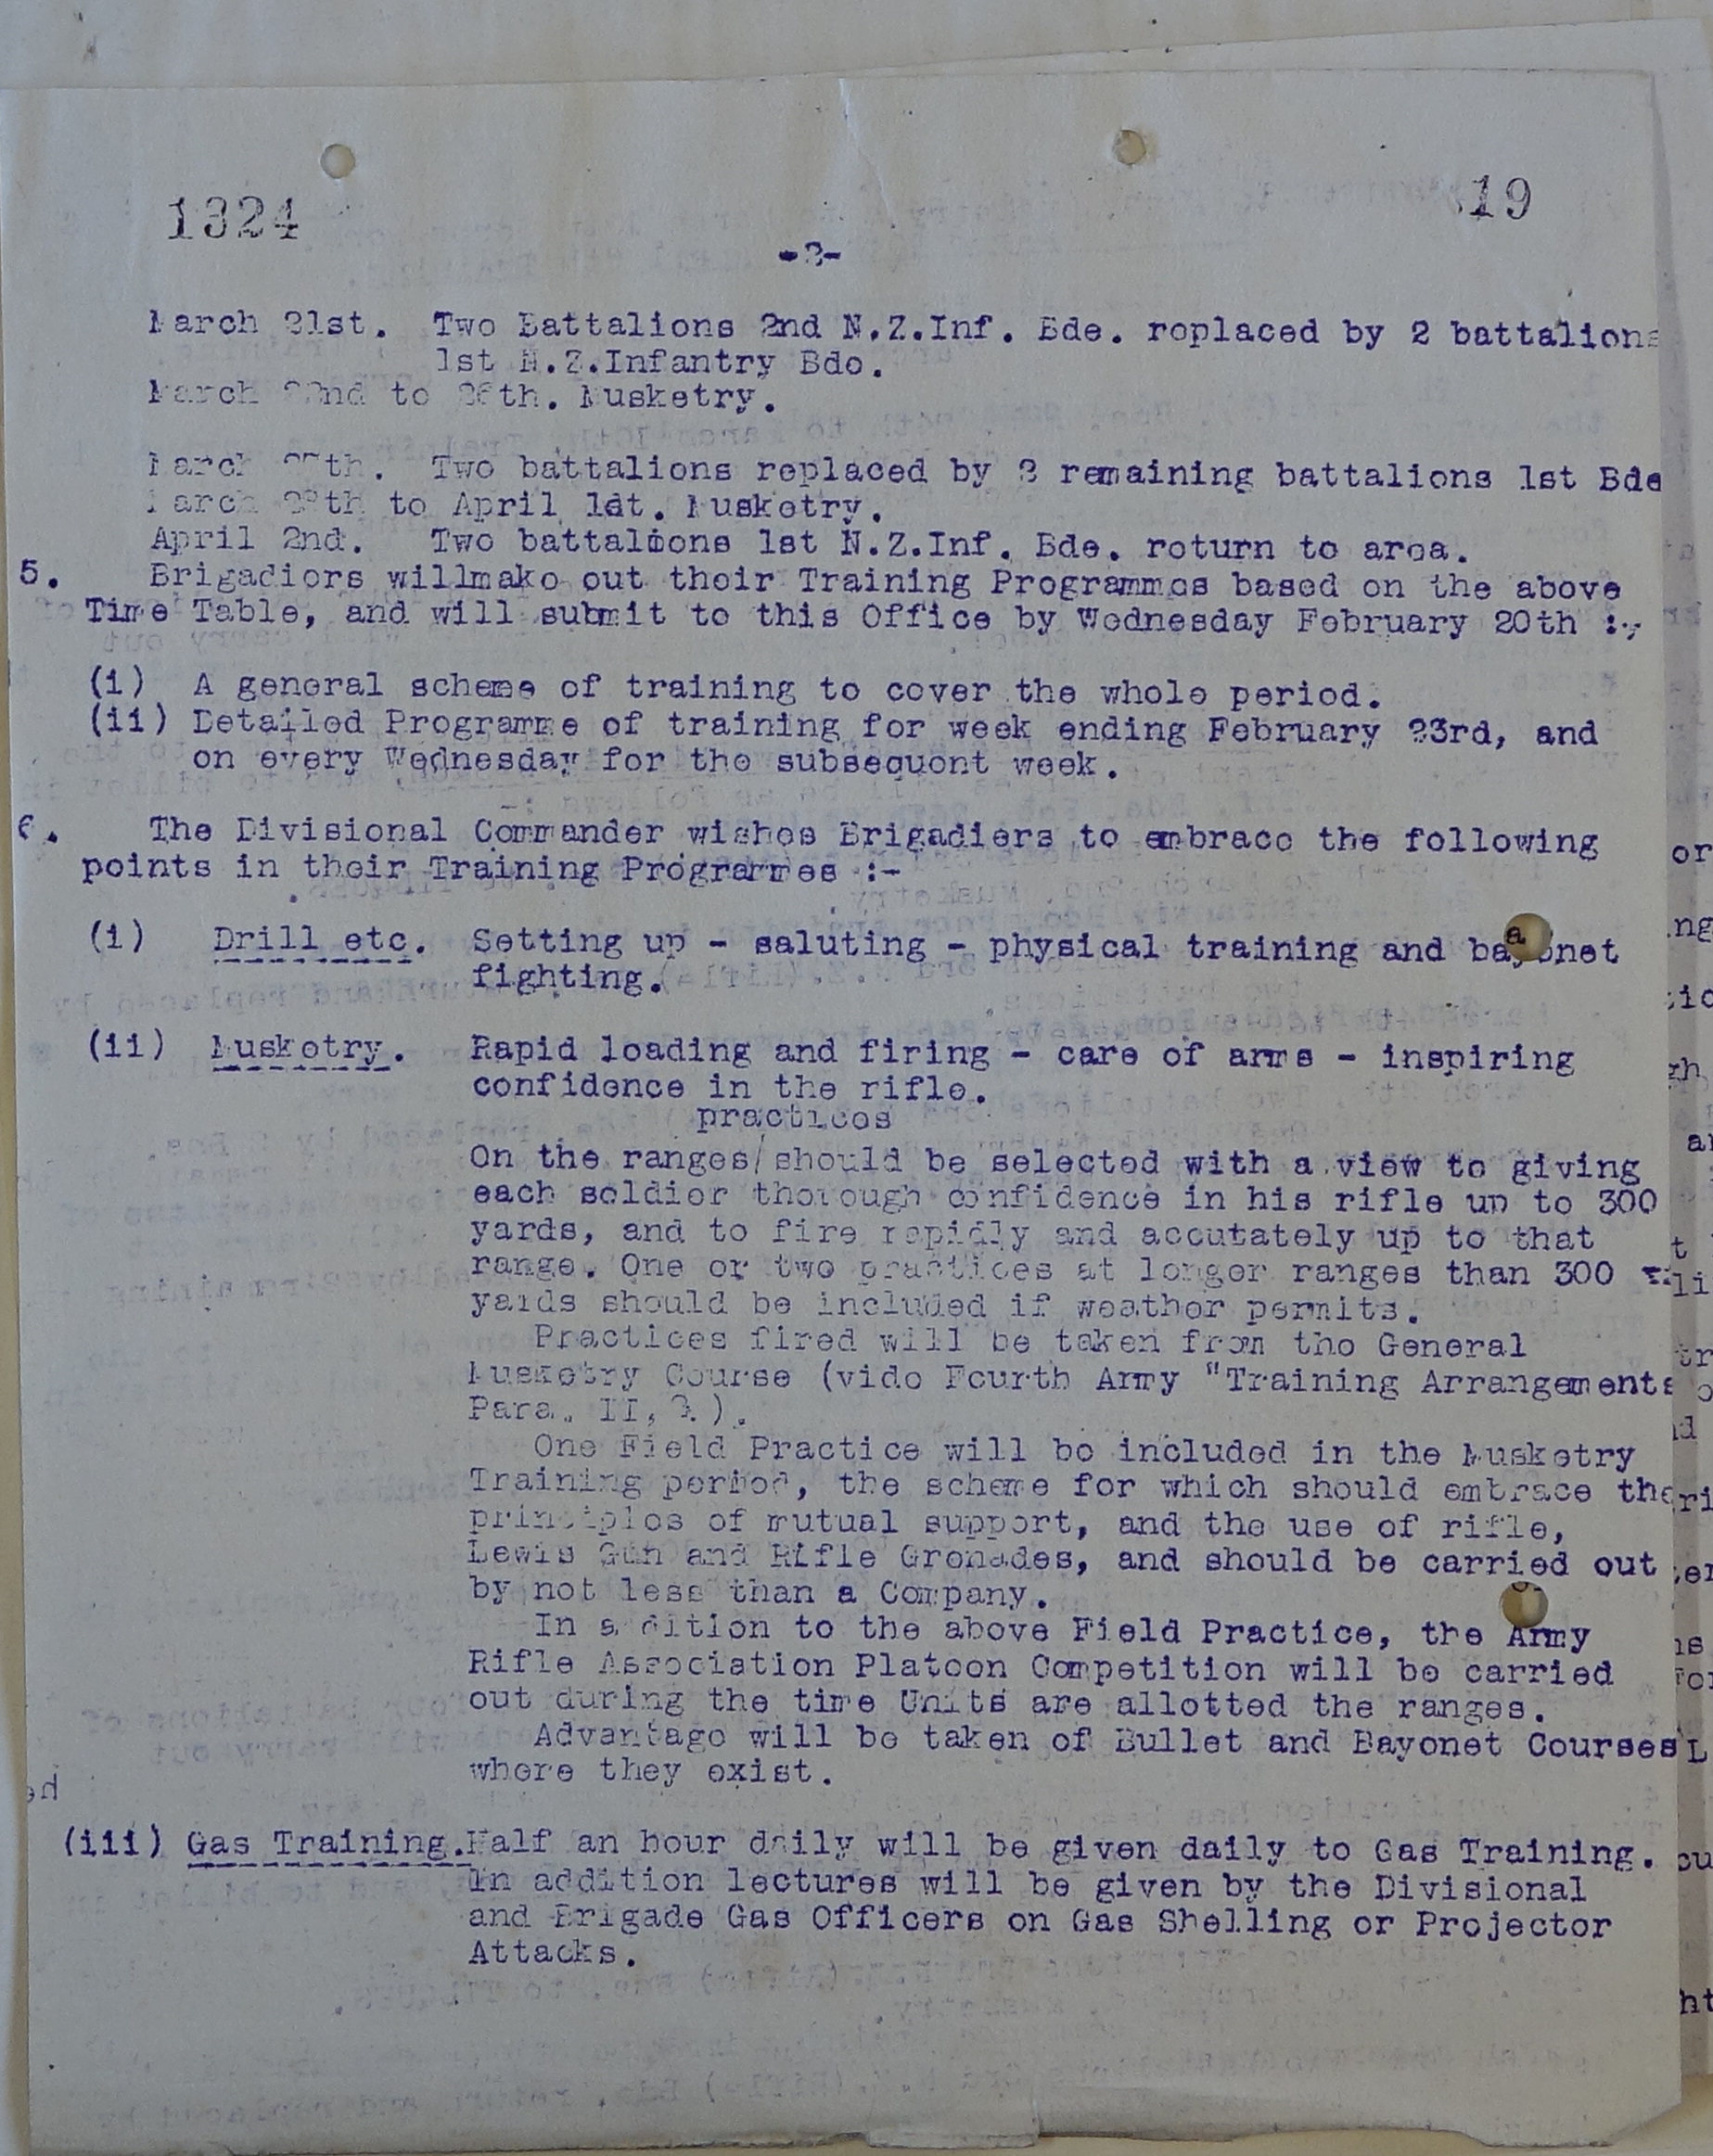 1324
19
-2-
March 21st. Two Battalions 2nd N.Z.Inf. Bde. replaced by 2 battalions
1st N.Z.Infantry Bde.
March 22nd to 26th. Musketry.
March 27th. Two battalions replaced by 2 remaining battalions 1st Bde
March 28th to April 1dt. Musketry.
April 2nd. Two battalions 1st N.Z.Inf. Bde. return to area.
5. Brigadiers willmake out their Training Programmes based on the above
Time Table, and will submit to this Office by Wednesday February 20th :-
(i) A general scheme of training to cover the whole period.
(ii) Detailed Programme of training for week ending February 23rd, and
on every Wednesday for the subsequent week.
6. The Divisional Commander wishes Brigadiers to embrace the following
points in their Training Programmes :-
(i) Drill etc. Setting up - saluting - physical training and bayonet
fighting.
(ii) Musketry. Rapid loading and firing - care of arms - inspiring
confidence in the rifle.
practices
On the ranges/should be selected with a view to giving
each soldier thorough confidence in his rifle up to 300
yards, and to fire rapidly and accutately up to that
range. One or two practices at longer ranges than 300
yards should be included if weather permits.
Practices fired will be taken from the General
Musketry Course (vide Fourth Army "Training Arrangements
Para. II, 2.).
One Field Practice will be included in the Musketry
Training period, the scheme for which should embrace the
principles of mutual support, and the use of rifle,
Lewis Gun and Rifle Grenades, and should be carried out
by not less than a Company.
In addition to the above Field Practice, the Army
Rifle Association Platoon Competition will be carried
out during the time Units are allotted the ranges.
Advantage will be taken of Bullet and Bayonet Courses
where they exist.
(iii) Gas Training. Half an hour daily will be given daily to Gas Training.
In addition lectures will be given by the Divisional
and Brigade Gas Officers on Gas Shelling or Projector
Attacks.